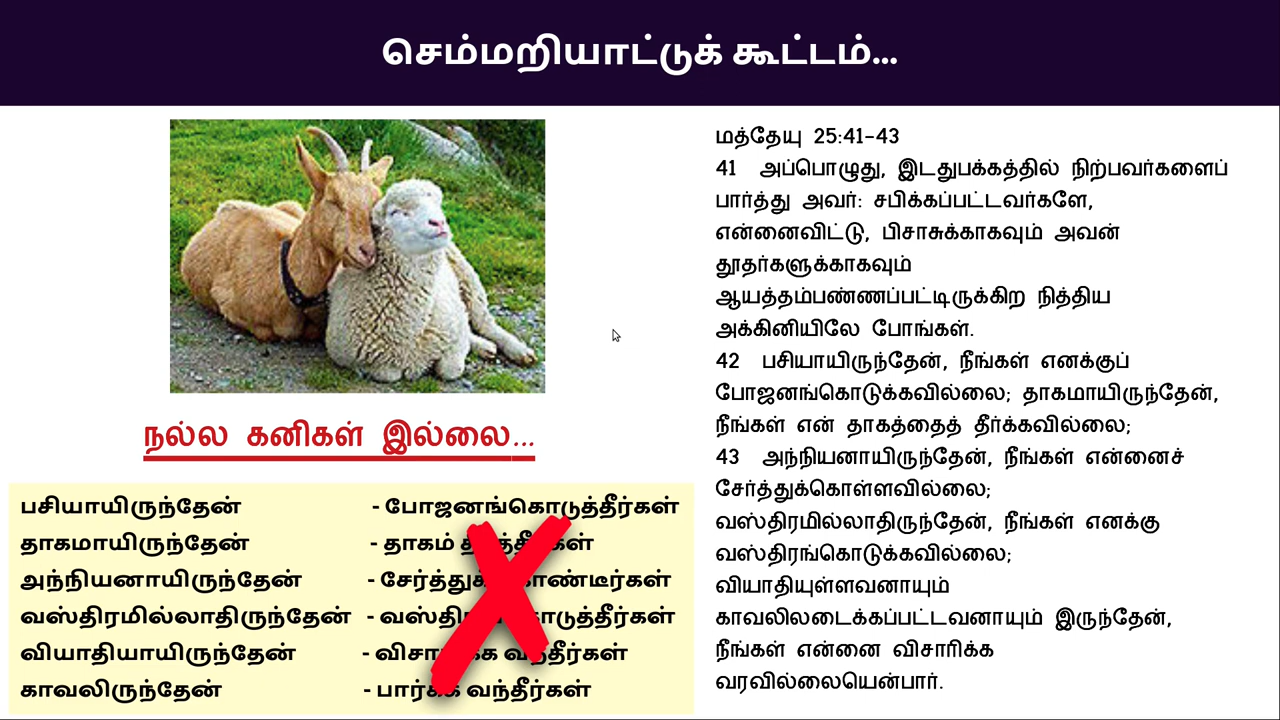 செம்மறியாட்டுக் கூட்டம்...
நல்ல கனிகள் இல்லை...
பசியாயிருந்தேன் - போஜனங்கொடுத்தீர்கள்
தாகமாயிருந்தேன் - தாகம்
அந்நியனாயிருந்தேன் -
வஸ்திரமில்லாதிருந்தேன் -
வியாதியாயிருந்தேன் - வந்தீர்கள்
காவலிருந்தேன் - பார்க்க வந்தீர்கள்
மத்தேயு 25:41-43
41 அப்பொழுது, இடதுபக்கத்தில் நிற்பவர்களைப்
பார்த்து அவர்: சபிக்கப்பட்டவர்களே,
என்னைவிட்டு, பிசாசுக்காகவும் அவன்
தூதர்களுக்காகவும்
ஆயத்தம்பண்ணப்பட்டிருக்கிற நித்திய
அக்கினியிலே போங்கள்.
42 பசியாயிருந்தேன், நீங்கள் எனக்குப்
போஜனங்கொடுக்கவில்லை; தாகமாயிருந்தேன்,
நீங்கள் என் தாகத்தைத் தீர்க்கவில்லை;
43 அந்நியனாயிருந்தேன், நீங்கள் என்னைச்
சேர்த்துக்கொள்ளவில்லை;
வஸ்திரமில்லாதிருந்தேன், நீங்கள் எனக்கு
வஸ்திரங்கொடுக்கவில்லை;
வியாதியுள்ளவனாயும்
காவலிலடைக்கப்பட்டவனாயும் இருந்தேன்,
நீங்கள் என்னை விசாரிக்க
வரவில்லையென்பார்.